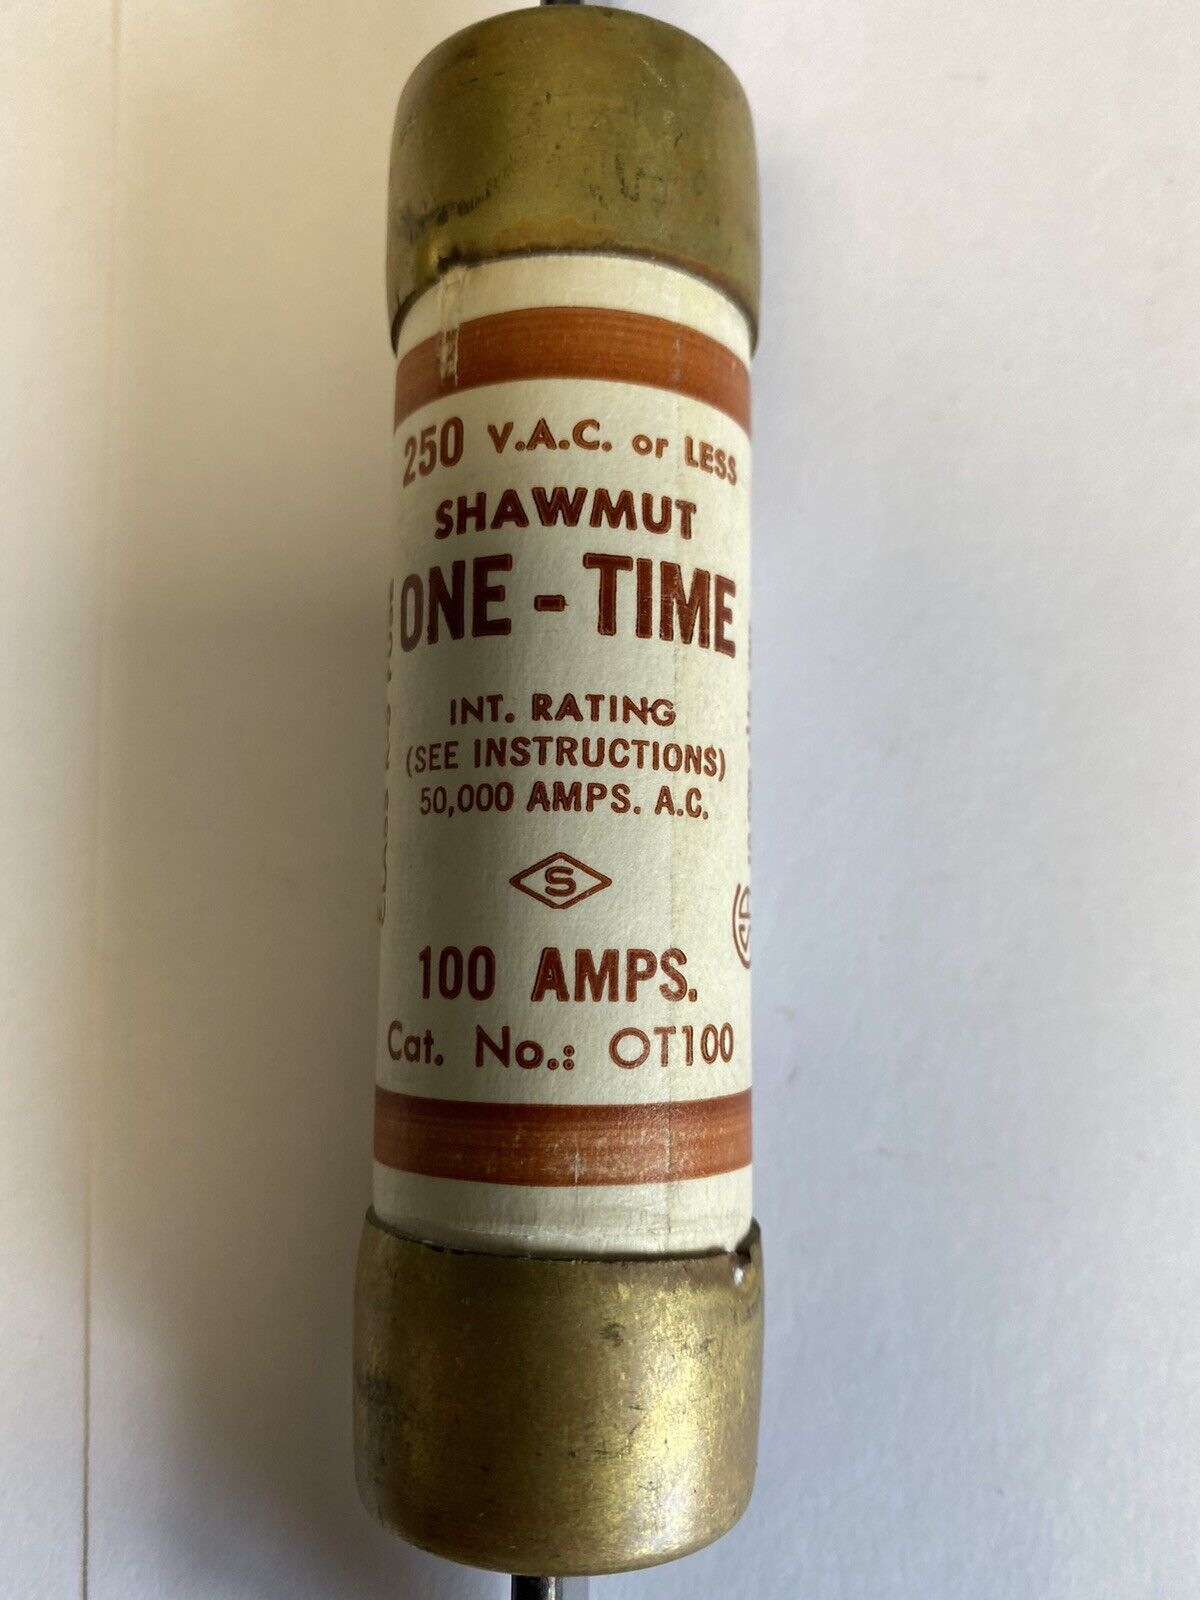 250 V.A.C. or LESS
SHAWMUT
ONE - TIME
INT. RATING
(SEE INSTRUCTIONS)
50,000 AMPS. A.C.
S
100 AMPS.
Cat. No.: OT100